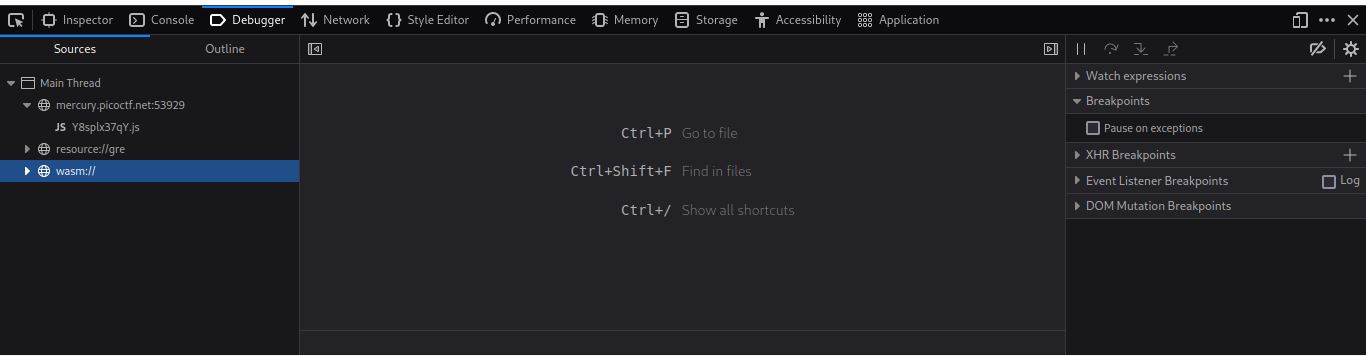 Inspector Console Debugger Network Style Editor Performance Memory Storage Accessibility Application
Sources Outline
Main Thread
mercury.picoctf.net:53929
JS Y8splx37qY.js
resource://gre
wasm://
Ctrl+P Go to file
Ctrl+Shift+F Find in files
Ctrl+/ Show all shortcuts
Watch expressions
Breakpoints
Pause on exceptions
XHR Breakpoints
Event Listener Breakpoints Log
DOM Mutation Breakpoints